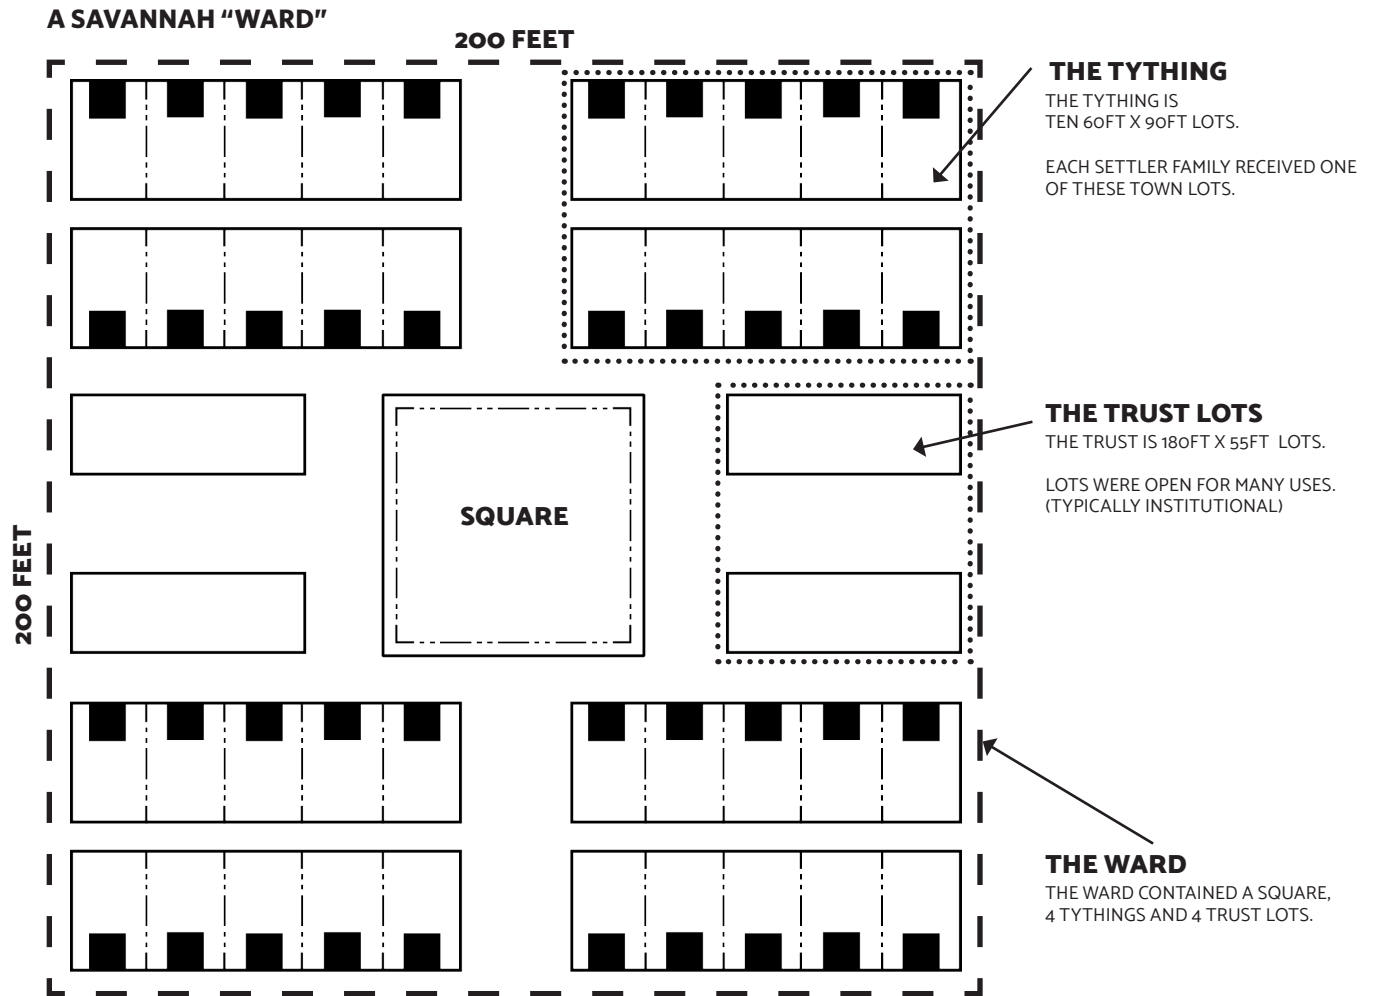 A SAVANNAH “WARD”
200 FEET
THE TYTHING
THE TYTHING IS
TEN 60FT X 90FT LOTS.
EACH SETTLER FAMILY RECEIVED ONE
OF THESE TOWN LOTS.
THE TRUST LOTS
THE TRUST IS 180FT X 55FT LOTS.
LOTS WERE OPEN FOR MANY USES.
(TYPICALLY INSTITUTIONAL)
SQUARE
200 FEET
THE WARD
THE WARD CONTAINED A SQUARE,
4 TYTHINGS AND 4 TRUST LOTS.